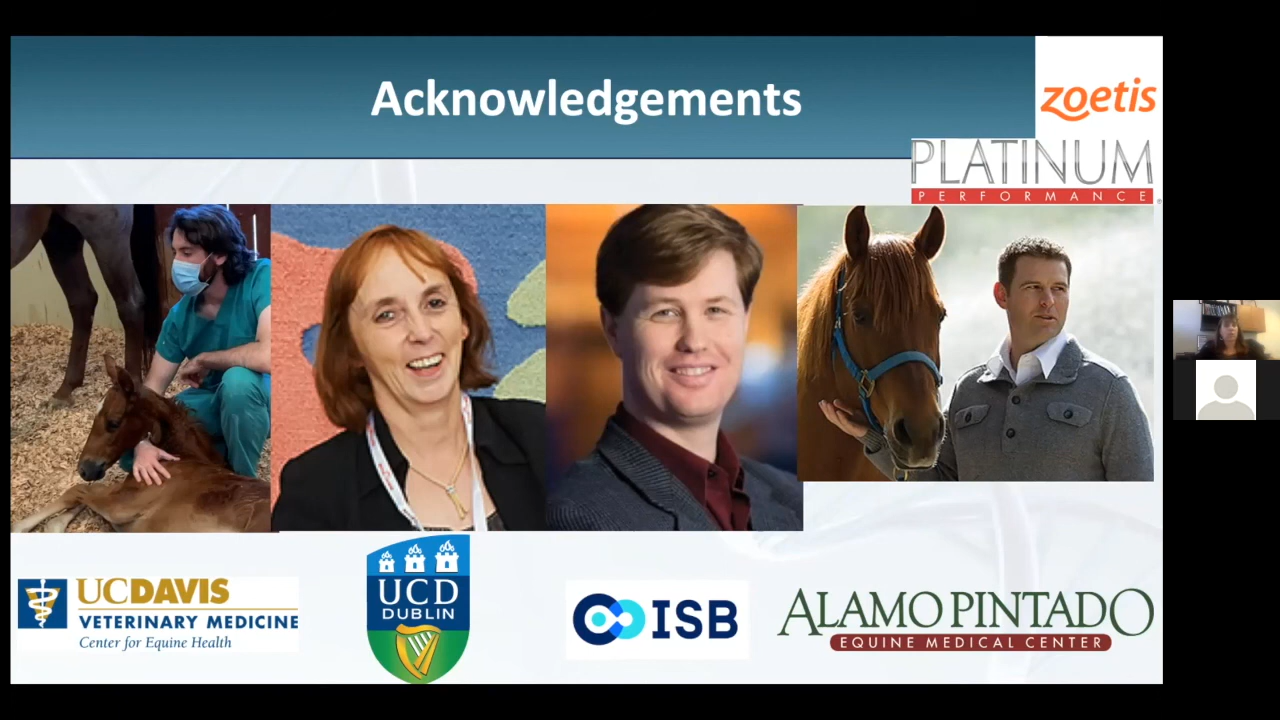 Acknowledgements
zoetis
PLATINUM
PERFORMANCE
UCDAVIS
VETERINARY MEDICINE
Center for Equine Health
UCD
DUBLIN
ISB
ALAMO PINTADO
EQUINE MEDICAL CENTER